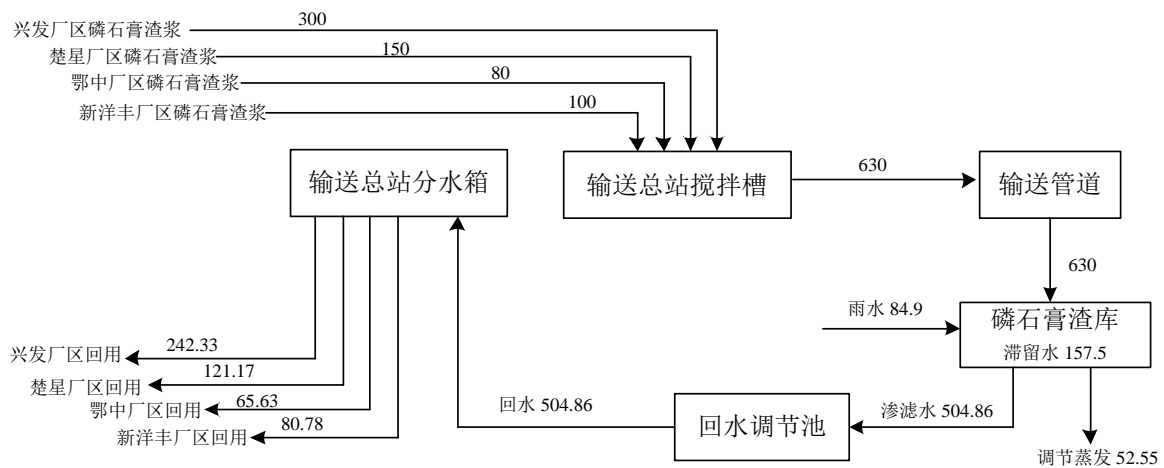 兴发厂区磷石膏渣浆 300
楚星厂区磷石膏渣浆 150
鄂中厂区磷石膏渣浆 80
新洋丰厂区磷石膏渣浆 100
输送总站分水箱
输送总站搅拌槽
630
输送管道
630
雨水 84.9
磷石膏渣库
滞留水 157.5
兴发厂区回用 242.33
楚星厂区回用 121.17
鄂中厂区回用 65.63
新洋丰厂区回用 80.78
回水 504.86
回水调节池
渗滤水 504.86
调节蒸发 52.55